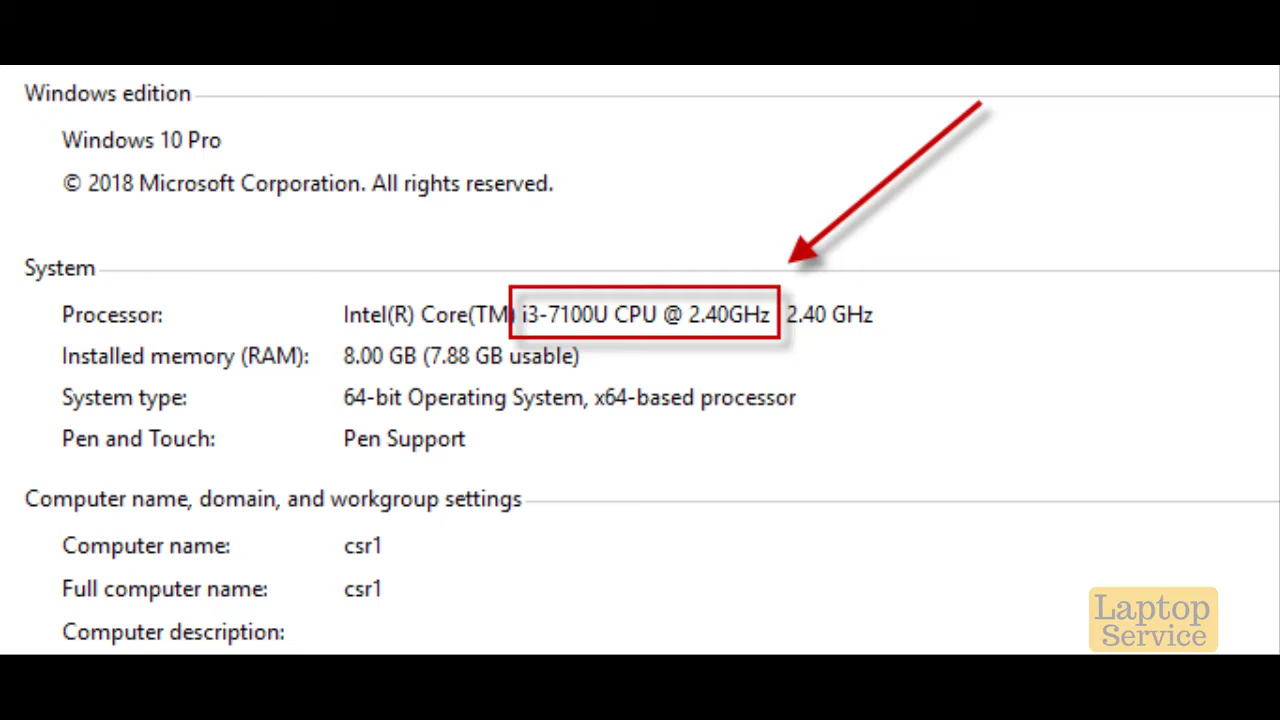 Windows edition
Windows 10 Pro
© 2018 Microsoft Corporation. All rights reserved.
System
Processor: Intel(R) Core(TM) i3-7100U CPU @ 2.40GHz 2.40 GHz
Installed memory (RAM): 8.00 GB (7.88 GB usable)
System type: 64-bit Operating System, x64-based processor
Pen and Touch: Pen Support
Computer name, domain, and workgroup settings
Computer name: csr1
Full computer name: csr1
Computer description:
Laptop
Service